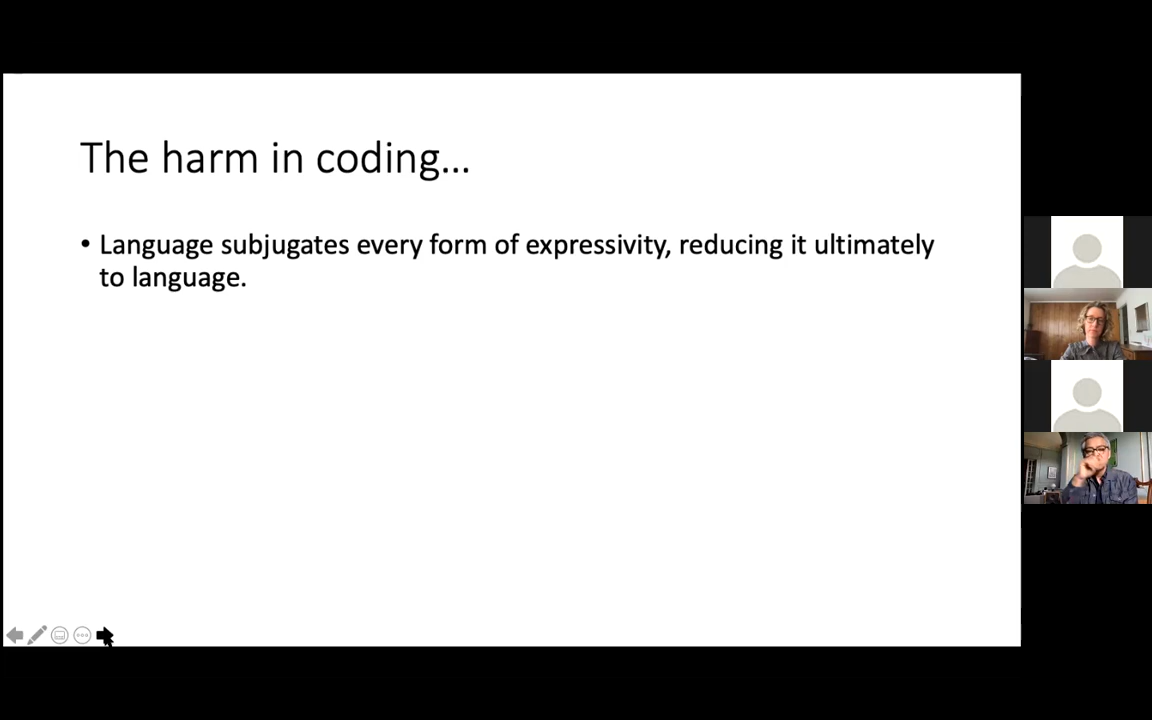 The harm in coding...
• Language subjugates every form of expressivity, reducing it ultimately
to language.